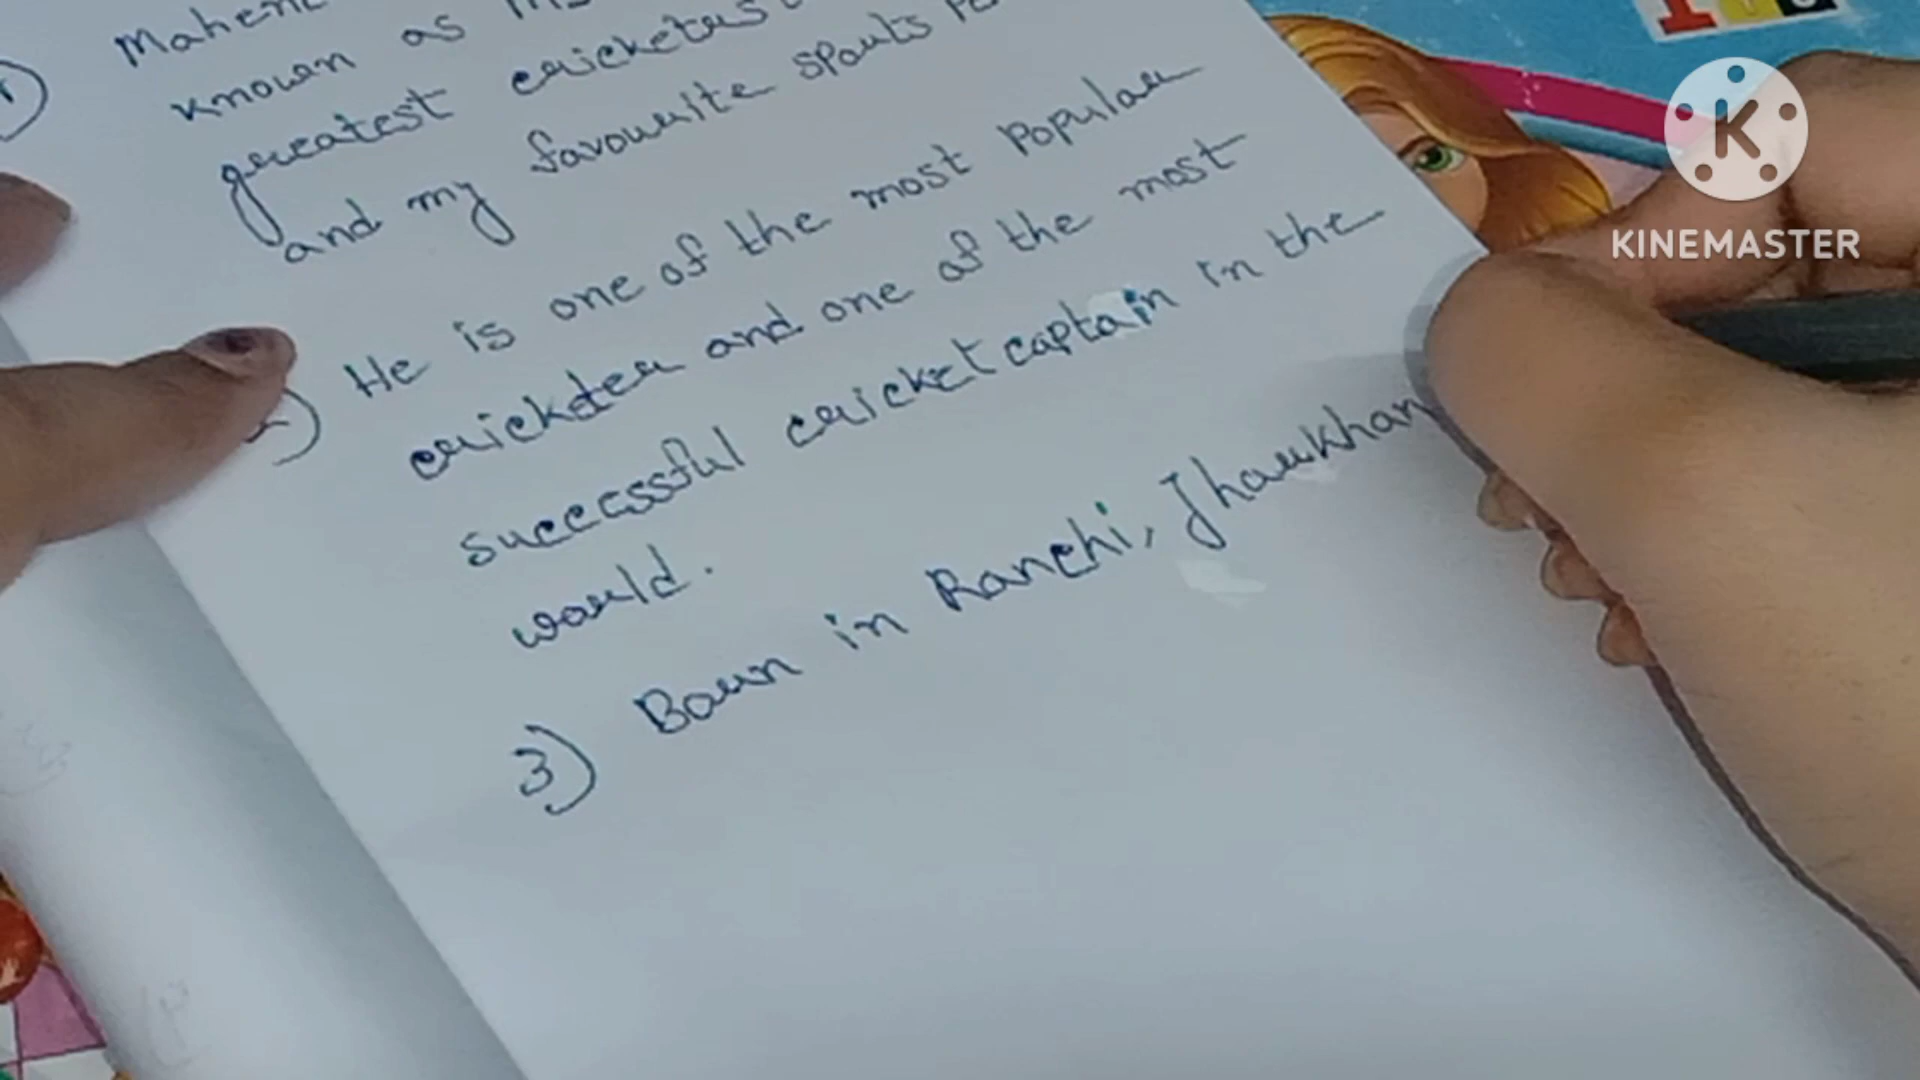 known as
greatest cricketers
and my favourite sports
2) He is one of the most Popular
crickter and one of the most
successful cricket captain in the
world.
3) Born in Ranchi, Jharkhan
KINEMASTER